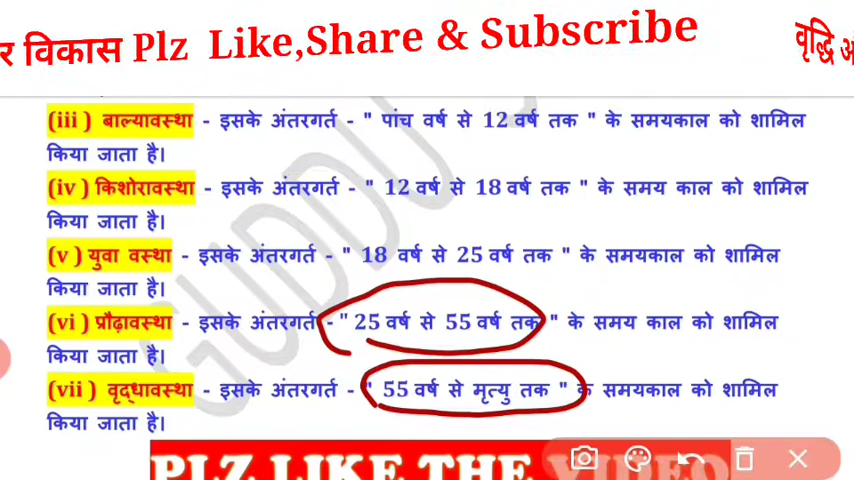 र विकास Plz Like,Share & Subscribe
(iii ) बाल्यावस्था - इसके अंतरगर्त - " पांच वर्ष से 12 वर्ष तक " के समयकाल को शामिल
किया जाता है।
(iv ) किशोरावस्था - इसके अंतरगर्त - " 12 वर्ष से 18 वर्ष तक " के समय काल को शामिल
किया जाता है।
(v ) युवा वस्था - इसके अंतरगर्त - " 18 वर्ष से 25 वर्ष तक " के समयकाल को शामिल
किया जाता है।
(vi ) प्रौढ़ावस्था - इसके अंतरगर्त - " 25 वर्ष से 55 वर्ष तक " के समय काल को शामिल
किया जाता है।
(vii ) वृद्धावस्था - इसके अंतरगर्त - " 55 वर्ष से मृत्यु तक " के समयकाल को शामिल
किया जाता है।
PLZ LIKE THE VIDEO
वृद्धि
GUDDU